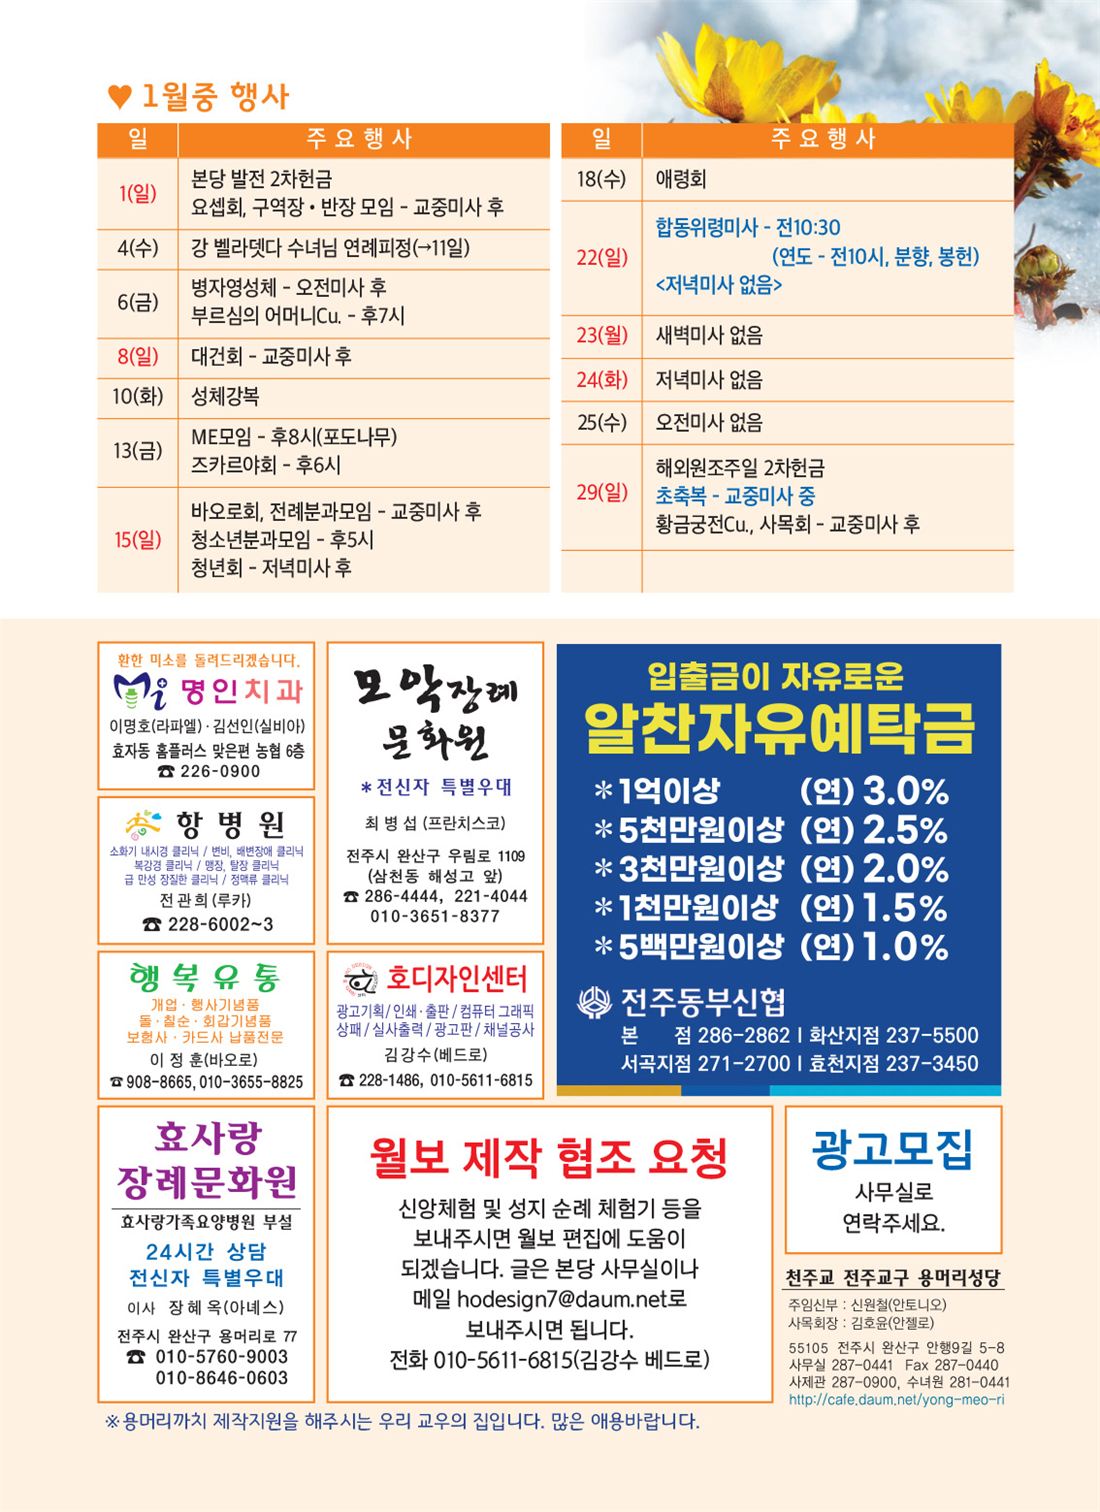 ♥ 1월중 행사
일 주요행사
1(일) 본당 발전 2차헌금
요셉회, 구역장·반장 모임 - 교중미사 후
4(수) 강 벨라뎃다 수녀님 연례피정(→11일)
6(금) 병자영성체 - 오전미사 후
부르심의 어머니Cu. - 후7시
8(일) 대건회 - 교중미사 후
10(화) 성체강복
13(금) ME모임 - 후8시(포도나무)
즈카르야회 - 후6시
15(일) 바오로회, 전례분과모임 - 교중미사 후
청소년분과모임 - 후5시
청년회 - 저녁미사 후
일 주요행사
18(수) 애령회
22(일) 합동위령미사 - 전10:30
(연도 - 전10시, 분향, 봉헌)
<저녁미사 없음>
23(월) 새벽미사 없음
24(화) 저녁미사 없음
25(수) 오전미사 없음
29(일) 해외원조주일 2차헌금
초축복 - 교중미사 중
황금궁전Cu., 사목회 - 교중미사 후
환한 미소를 돌려드리겠습니다.
Mi 명인치과
이명호(라파엘)·김선인(실비아)
효자동 홈플러스 맞은편 농협 6층
☎ 226-0900
항병원
소화기 내시경 클리닉 / 변비, 배변장애 클리닉
복강경 클리닉 / 맹장, 탈장 클리닉
급 만성 장질한 클리닉 / 정맥류 클리닉
전관희(루카)
☎ 228-6002~3
행복유통
개업·행사기념품
돌·칠순·회갑기념품
보험사·카드사 납품전문
이 정 훈(바오로)
☎ 908-8665, 010-3655-8825
효사랑
장례문화원
효사랑가족요양병원 부설
24시간 상담
전신자 특별우대
이사 장혜옥(아녜스)
전주시 완산구 용머리로 77
☎ 010-5760-9003
010-8646-0603
모악장례
문화원
*전신자 특별우대
최병섭(프란치스코)
전주시 완산구 우림로 1109
(삼천동 해성고 앞)
☎ 286-4444, 221-4044
010-3651-8377
호디자인센터
광고기획/인쇄·출판/컴퓨터 그래픽
상패/실사출력/광고판/채널공사
김강수(베드로)
☎ 228-1486, 010-5611-6815
입출금이 자유로운
알찬자유예탁금
*1억이상 (연) 3.0%
*5천만원이상 (연) 2.5%
*3천만원이상 (연) 2.0%
*1천만원이상 (연) 1.5%
*5백만원이상 (연) 1.0%
전주동부신협
본 점 286-2862 | 화산지점 237-5500
서곡지점 271-2700 | 효천지점 237-3450
월보 제작 협조 요청
신앙체험 및 성지 순례 체험기 등을
보내주시면 월보 편집에 도움이
되겠습니다. 글은 본당 사무실이나
메일 hodesign7@daum.net로
보내주시면 됩니다.
전화 010-5611-6815(김강수 베드로)
광고모집
사무실로
연락주세요.
천주교 전주교구 용머리성당
주임신부 : 신원철(안토니오)
사목회장 : 김호윤(안젤로)
55105 전주시 완산구 안행9길 5-8
사무실 287-0441 Fax 287-0440
사제관 287-0900, 수녀원 281-0441
http://cafe.daum.net/yong-meo-ri
※용머리까치 제작지원을 해주시는 우리 교우의 집입니다. 많은 애용바랍니다.